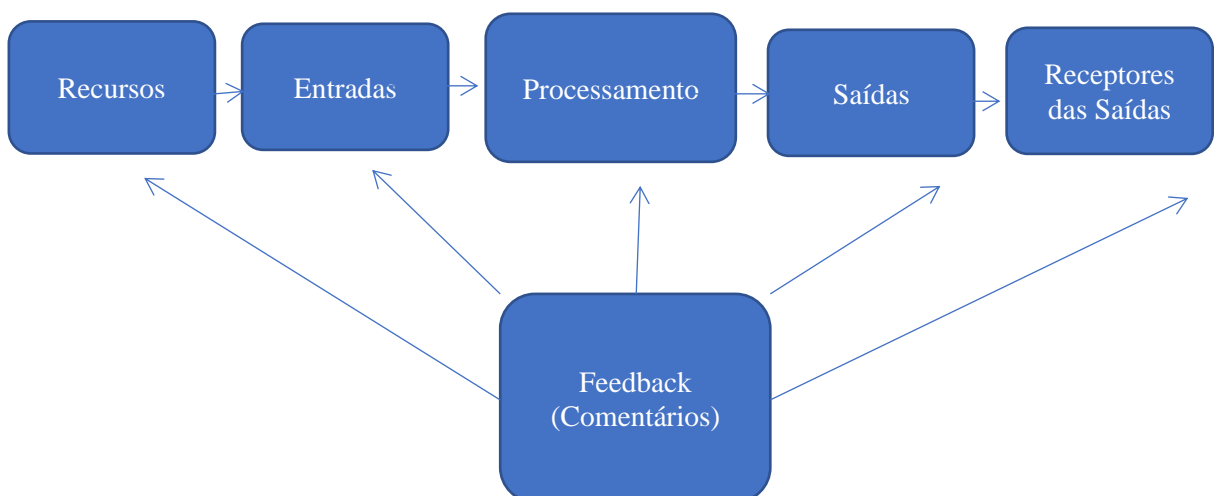 Recursos
Entradas
Processamento
Saídas
Receptores
das Saídas
Feedback
(Comentários)